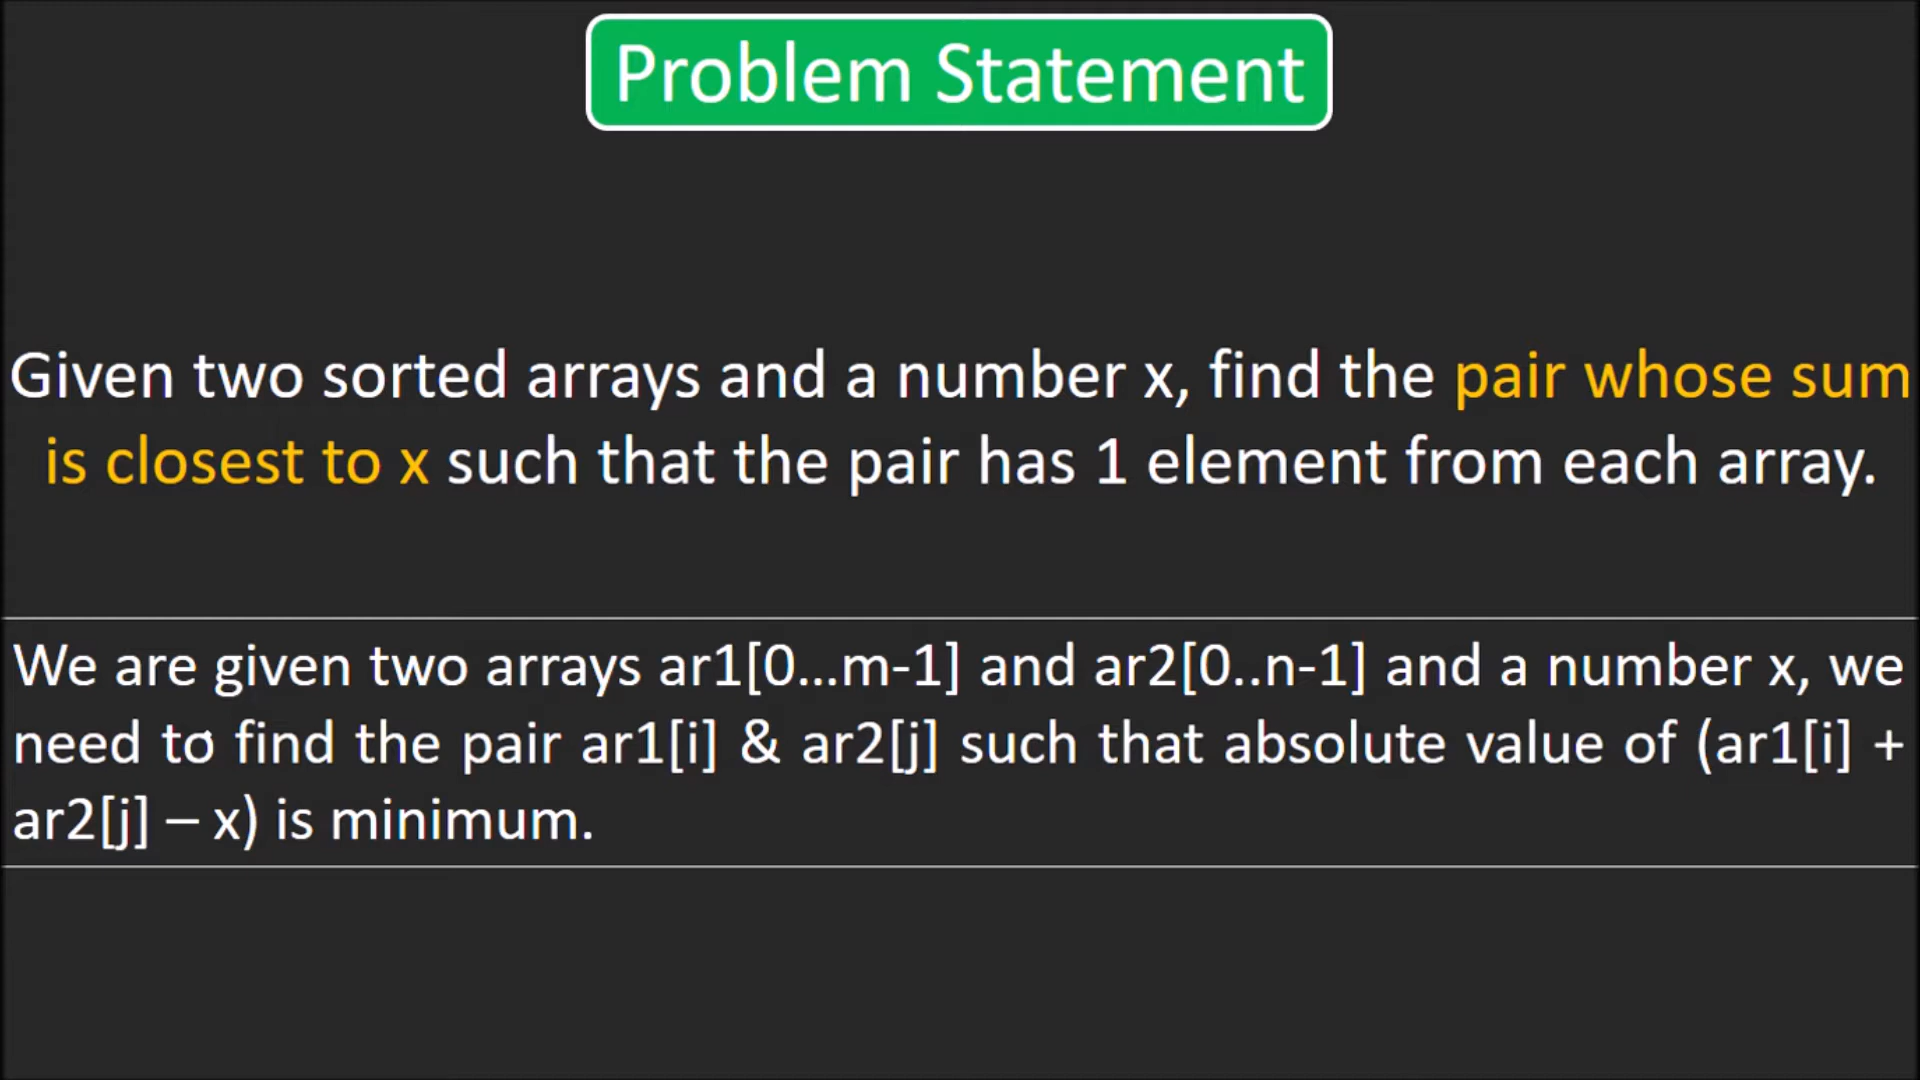 Problem Statement
Given two sorted arrays and a number x, find the pair whose sum
is closest to x such that the pair has 1 element from each array.
We are given two arrays ar1[0...m-1] and ar2[0..n-1] and a number x, we
need to find the pair ar1[i] & ar2[j] such that absolute value of (ar1[i] +
ar2[j] – x) is minimum.